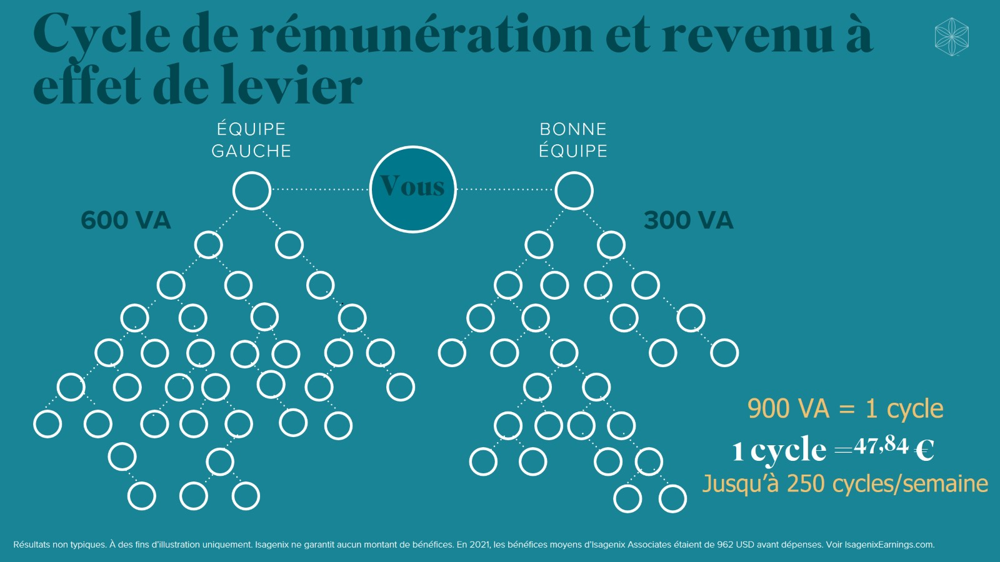 Cycle de rémunération et revenu à
effet de levier
ÉQUIPE
GAUCHE
BONNE
ÉQUIPE
Vous
600 VA
300 VA
900 VA = 1 cycle
1 cycle =47,84 €
Jusqu’à 250 cycles/semaine
Résultats non typiques. À des fins d’illustration uniquement. Isagenix ne garantit aucun montant de bénéfices. En 2021, les bénéfices moyens d’Isagenix Associates étaient de 962 USD avant dépenses. Voir IsagenixEarnings.com.